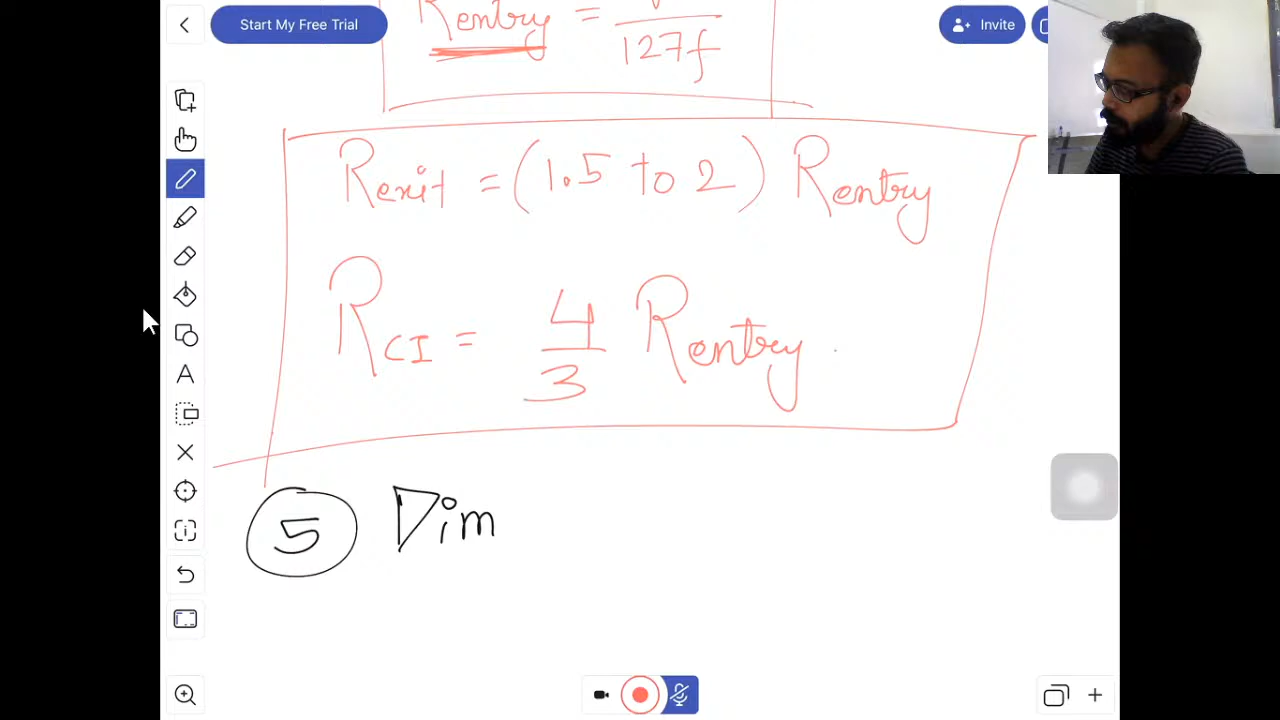 Start My Free Trial
Invite
Rentry = 
127f
Rexit = (1.5 to 2) Rentry
RCI = 4/3 Rentry
5 Dim